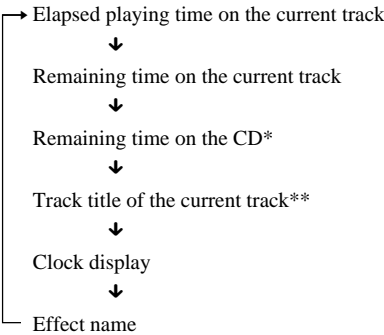 Elapsed playing time on the current track
Remaining time on the current track
Remaining time on the CD*
Track title of the current track**
Clock display
Effect name